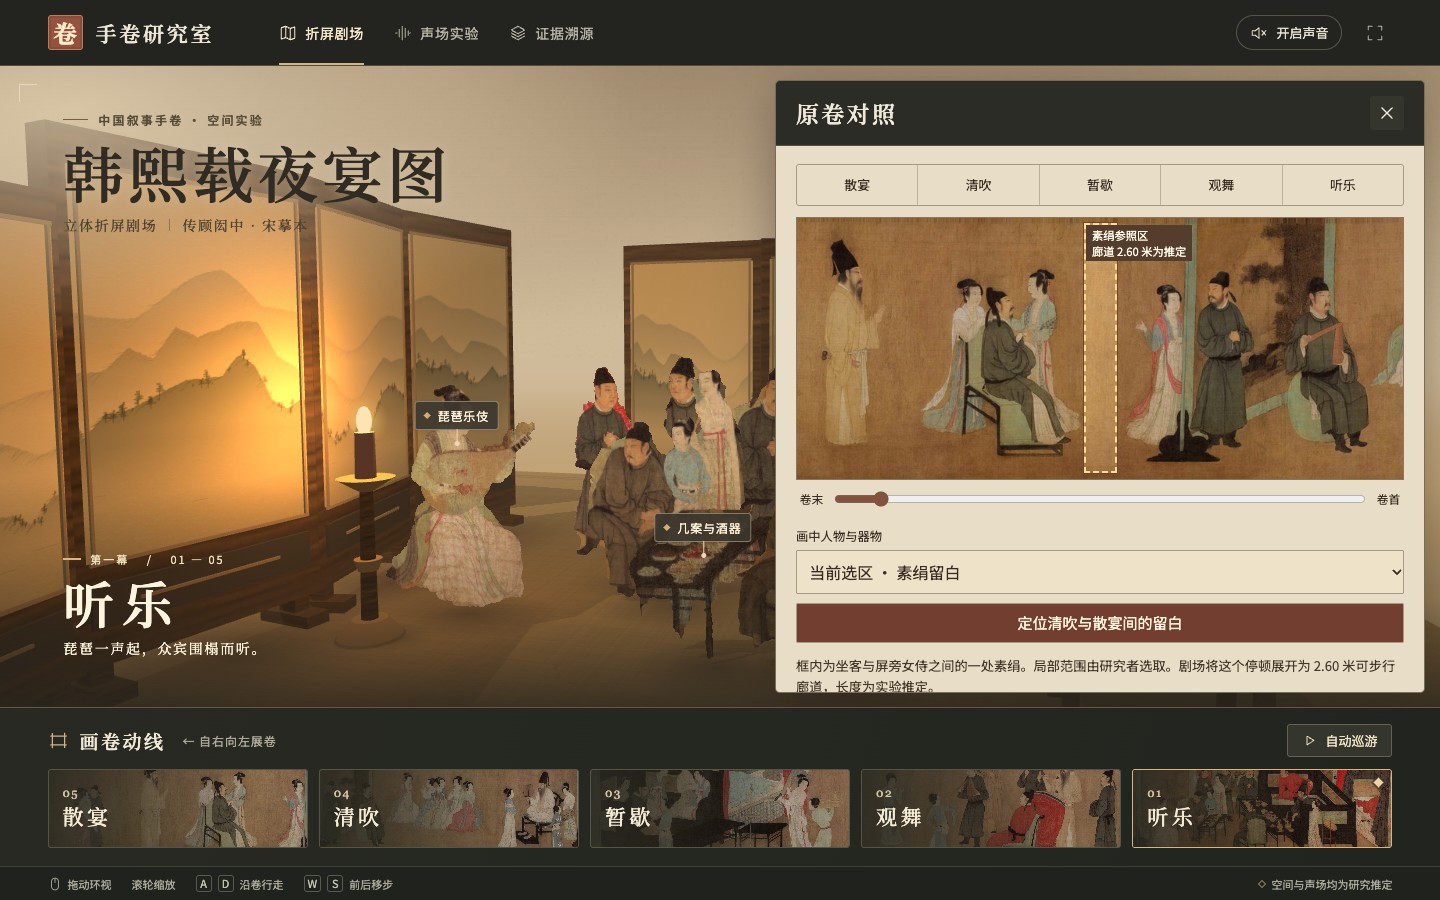 卷 手卷研究室
折屏剧场
声场实验
证据溯源
开启声音
中国叙事手卷 · 空间实验
韩熙载夜宴图
立体折屏剧场 | 传顾闳中 · 宋摹本
琵琶乐伎
几案与酒器
第一幕 / 01 — 05
听乐
琵琶一声起，众宾围榻而听。
原卷对照
散宴
清吹
暂歇
观舞
听乐
素绢参照区
廊道 2.60 米为推定
卷末
卷首
画中人物与器物
当前选区 · 素绢留白
定位清吹与散宴间的留白
框内为坐客与屏旁女侍之间的一处素绢。局部范围由研究者选取。剧场将这个停顿展开为 2.60 米可步行
廊道，长度为实验推定。
画卷动线
← 自右向左展卷
自动巡游
05
散宴
04
清吹
03
暂歇
02
观舞
01
听乐
拖动环视
滚轮缩放
A D 沿卷行走
W S 前后移步
空间与声场均为研究推定